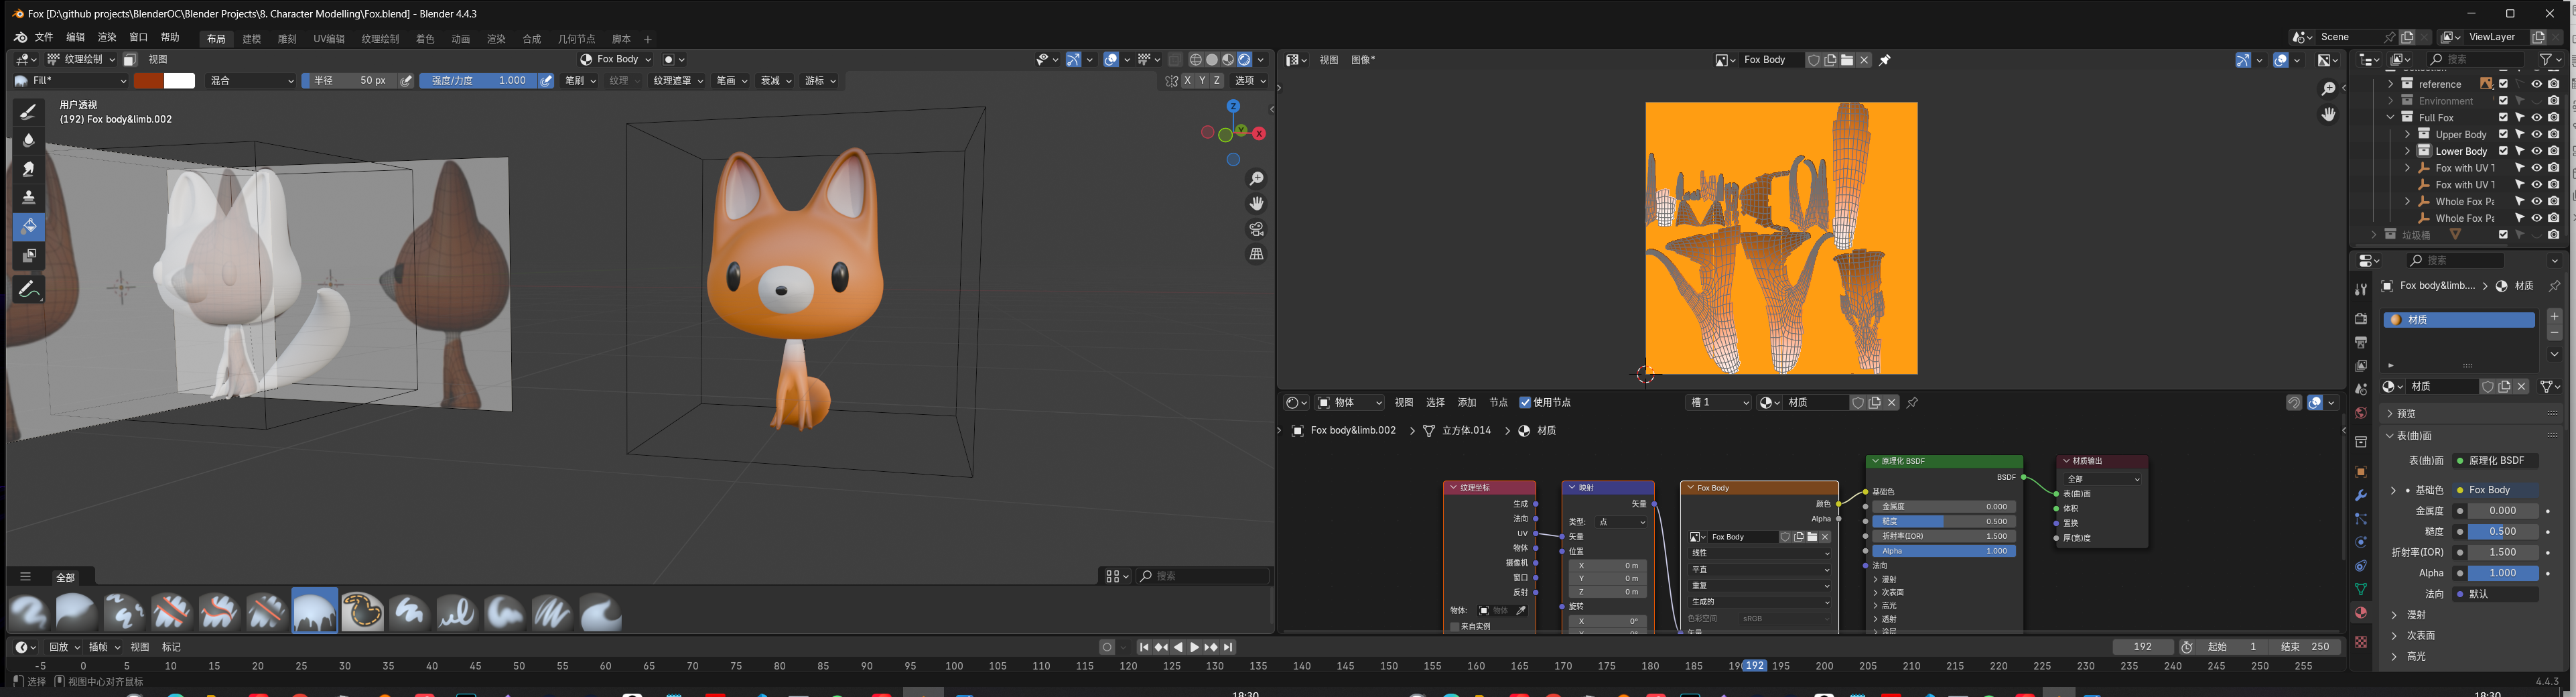 Fox [D:\github projects\BlenderOC\Blender Projects\8. Character Modelling\Fox.blend] - Blender 4.4.3
文件 编辑 渲染 窗口 帮助 布局 建模 雕刻 UV编辑 纹理绘制 着色 动画 渲染 合成 几何节点 脚本 +
Scene ViewLayer
纹理绘制 视图 Fox Body
Fill* 混合 半径 50 px 强度/力度 1.000 笔刷 纹理 纹理遮罩 笔画 衰减 游标 X Y Z 选项
用户透视
(192) Fox body&limb.002
Z
Y
X
全部
搜索
视图 图像* Fox Body
物体 视图 选择 添加 节点 使用节点 槽 1 材质
Fox body&limb.002 > 立方体.014 > 材质
纹理坐标
生成
法向
UV
物体
摄像机
窗口
反射
物体: 物体
来自实例
映射
矢量
类型: 点
矢量
位置
X 0 m
Y 0 m
Z 0 m
旋转
X 0°
Fox Body
颜色
Alpha
Fox Body
线性
平直
重复
生成的
色彩空间 sRGB
矢量
原理化 BSDF
BSDF
基础色
金属度 0.000
糙度 0.500
折射率(IOR) 1.500
Alpha 1.000
法向
漫射
次表面
高光
透射
涂层
材质输出
全部
表(曲)面
体积
置换
厚(宽)度
搜索
reference
Environment
Full Fox
Upper Body
Lower Body
Fox with UV T
Fox with UV T
Whole Fox Pa
Whole Fox Pa
垃圾桶
搜索
Fox body&limb.... > 材质
材质
材质
预览
表(曲)面
表(曲)面 原理化 BSDF
基础色 Fox Body
金属度 0.000
糙度 0.500
折射率(IOR) 1.500
Alpha 1.000
法向 默认
漫射
次表面
高光
回放 插帧 视图 标记 192 起始 1 结束 250
-5 0 5 10 15 20 25 30 35 40 45 50 55 60 65 70 75 80 85 90 95 100 105 110 115 120 125 130 135 140 145 150 155 160 165 170 175 180 185 192 195 200 205 210 215 220 225 230 235 240 245 250 255
选择 视图中心对齐鼠标
4.4.3
18:30
18:30